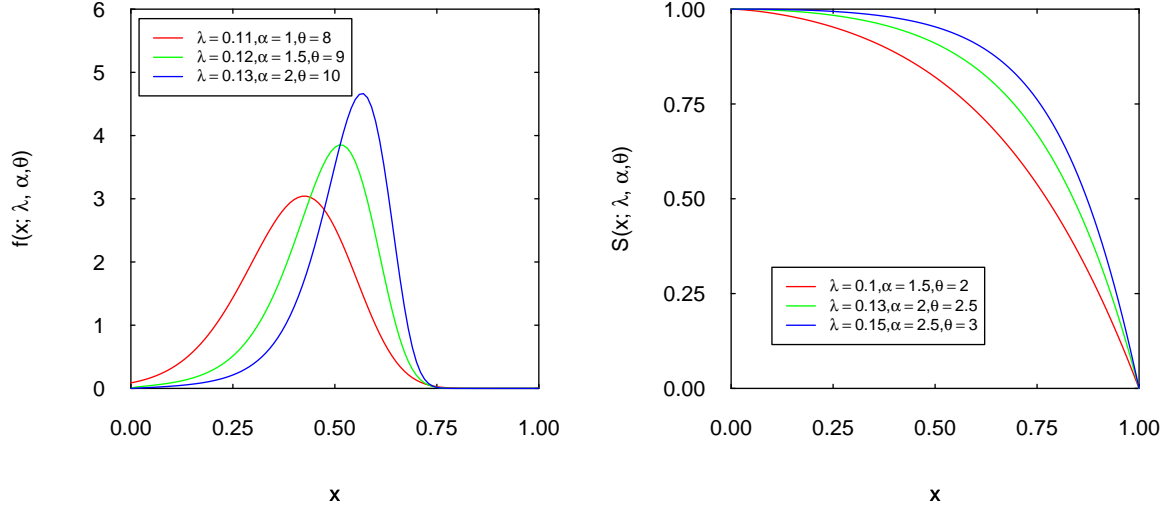 f(x; λ, α,θ)
6
5
4
3
2
1
0
λ = 0.11,α = 1,θ = 8
λ = 0.12,α = 1.5,θ = 9
λ = 0.13,α = 2,θ = 10
0.00 0.25 0.50 0.75 1.00
x
S(x; λ, α,θ)
1.00
0.75
0.50
0.25
0.00
λ = 0.1,α = 1.5,θ = 2
λ = 0.13,α = 2,θ = 2.5
λ = 0.15,α = 2.5,θ = 3
0.00 0.25 0.50 0.75 1.00
x